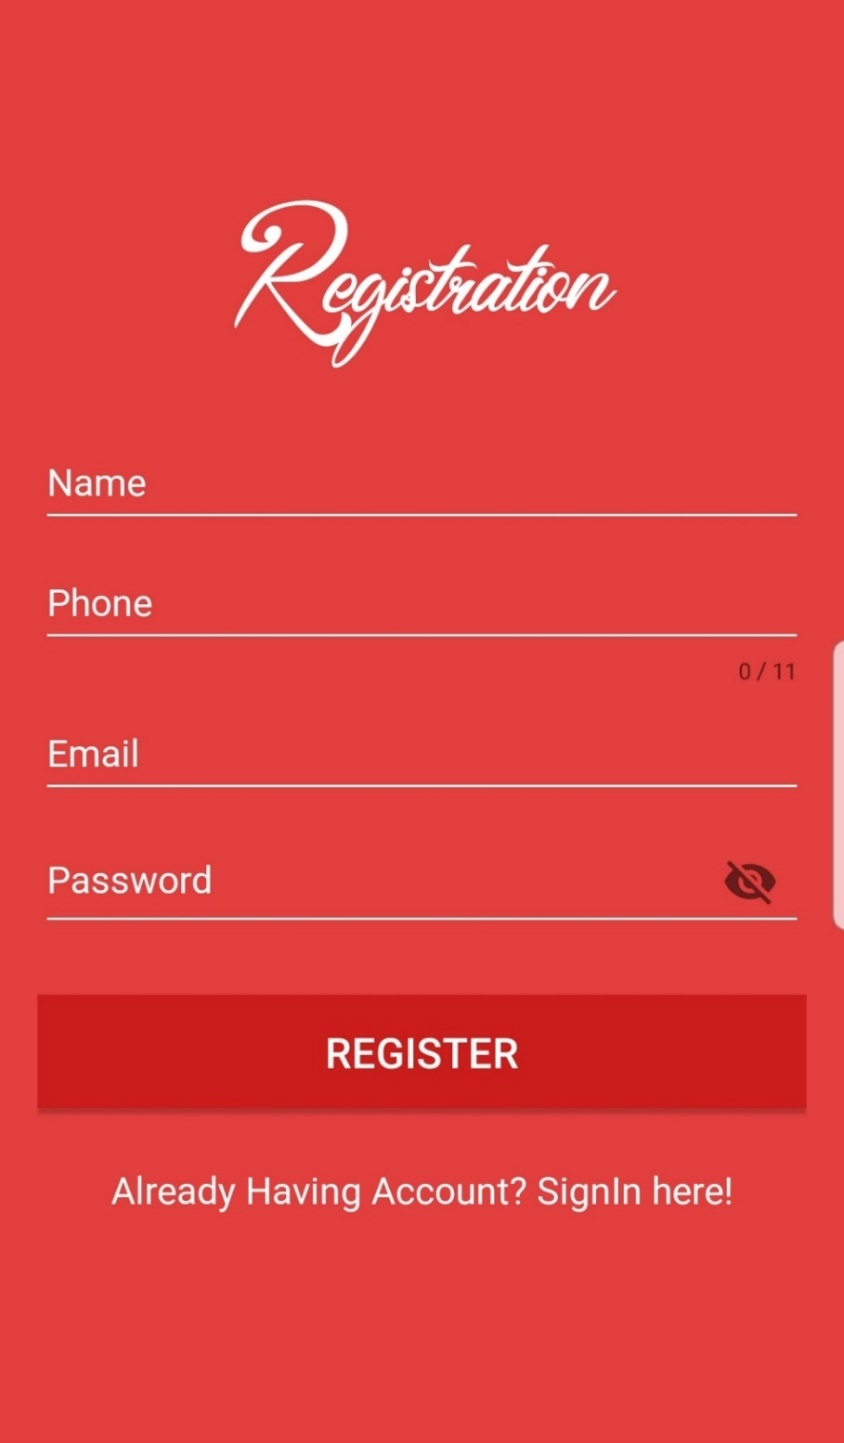 Registration
Name
Phone
0 / 11
Email
Password
REGISTER
Already Having Account? SignIn here!